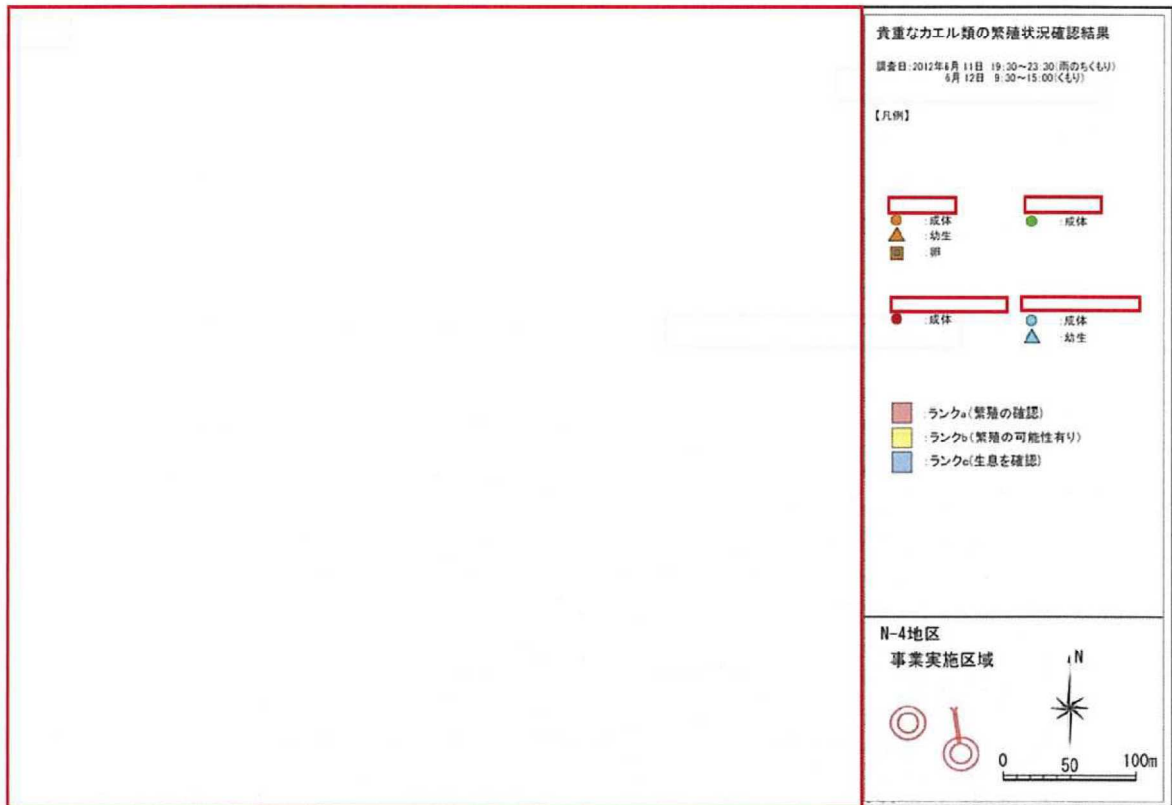 貴重なカエル類の繁殖状況確認結果
調査日:2012年6月11日 19:30～23:30(雨のちくもり)
6月12日 9:30～15:00(くもり)
【凡例】
:成体 :成体
:幼生
:卵
:成体 :成体
:幼生
:ランクa(繁殖の確認)
:ランクb(繁殖の可能性有り)
:ランクc(生息を確認)
N-4地区
事業実施区域
N
0 50 100m